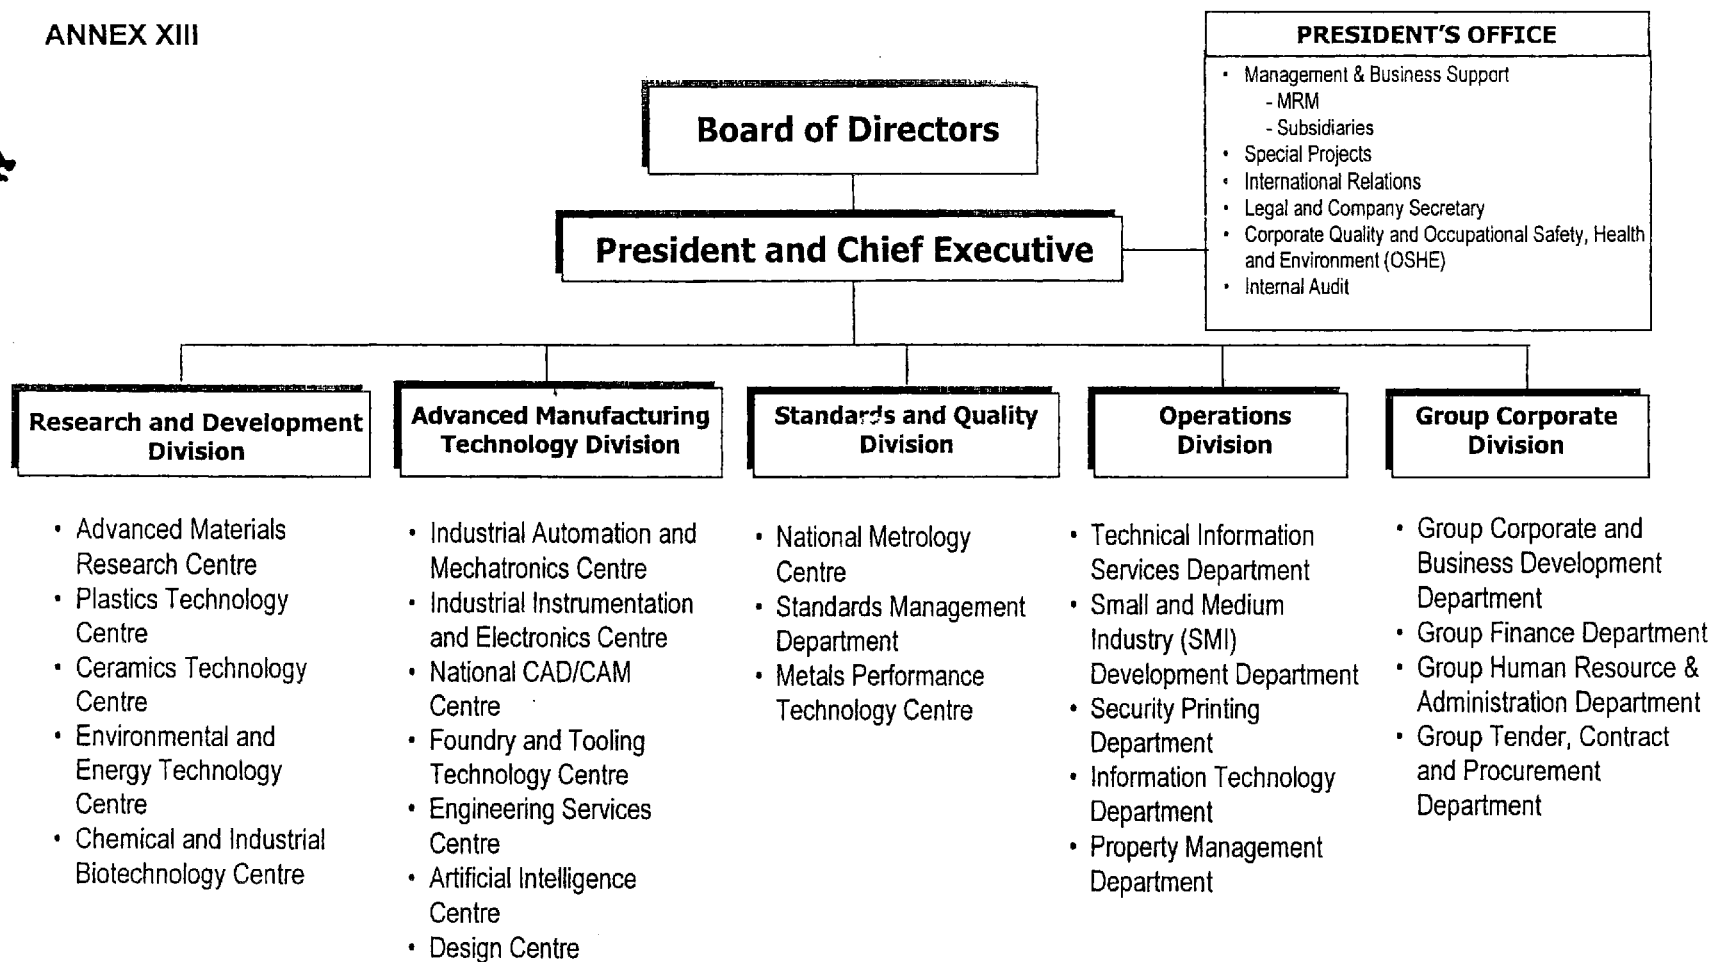 ANNEX XIII
PRESIDENT'S OFFICE
• Management & Business Support
- MRM
- Subsidiaries
• Special Projects
• International Relations
• Legal and Company Secretary
• Corporate Quality and Occupational Safety, Health
and Environment (OSHE)
• Internal Audit
Board of Directors
President and Chief Executive
Research and Development
Division
• Advanced Materials
Research Centre
• Plastics Technology
Centre
• Ceramics Technology
Centre
• Environmental and
Energy Technology
Centre
• Chemical and Industrial
Biotechnology Centre
Advanced Manufacturing
Technology Division
• Industrial Automation and
Mechatronics Centre
• Industrial Instrumentation
and Electronics Centre
• National CAD/CAM
Centre
• Foundry and Tooling
Technology Centre
• Engineering Services
Centre
• Artificial Intelligence
Centre
• Design Centre
Standards and Quality
Division
• National Metrology
Centre
• Standards Management
Department
• Metals Performance
Technology Centre
Operations
Division
• Technical Information
Services Department
• Small and Medium
Industry (SMI)
Development Department
• Security Printing
Department
• Information Technology
Department
• Property Management
Department
Group Corporate
Division
• Group Corporate and
Business Development
Department
• Group Finance Department
• Group Human Resource &
Administration Department
• Group Tender, Contract
and Procurement
Department